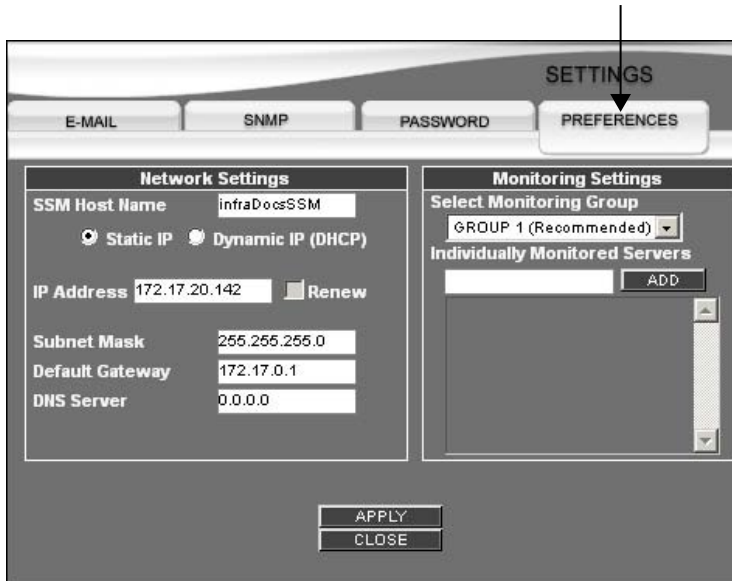 SETTINGS
E-MAIL
SNMP
PASSWORD
PREFERENCES
Network Settings
SSM Host Name infraDocsSSM
Static IP Dynamic IP (DHCP)
IP Address 172.17.20.142 Renew
Subnet Mask 255.255.255.0
Default Gateway 172.17.0.1
DNS Server 0.0.0.0
Monitoring Settings
Select Monitoring Group
GROUP 1 (Recommended)
Individually Monitored Servers
ADD
APPLY
CLOSE